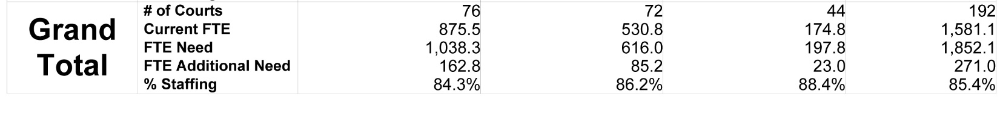 Grand
Total
# of Courts 76 72 44 192
Current FTE 875.5 530.8 174.8 1,581.1
FTE Need 1,038.3 616.0 197.8 1,852.1
FTE Additional Need 162.8 85.2 23.0 271.0
% Staffing 84.3% 86.2% 88.4% 85.4%